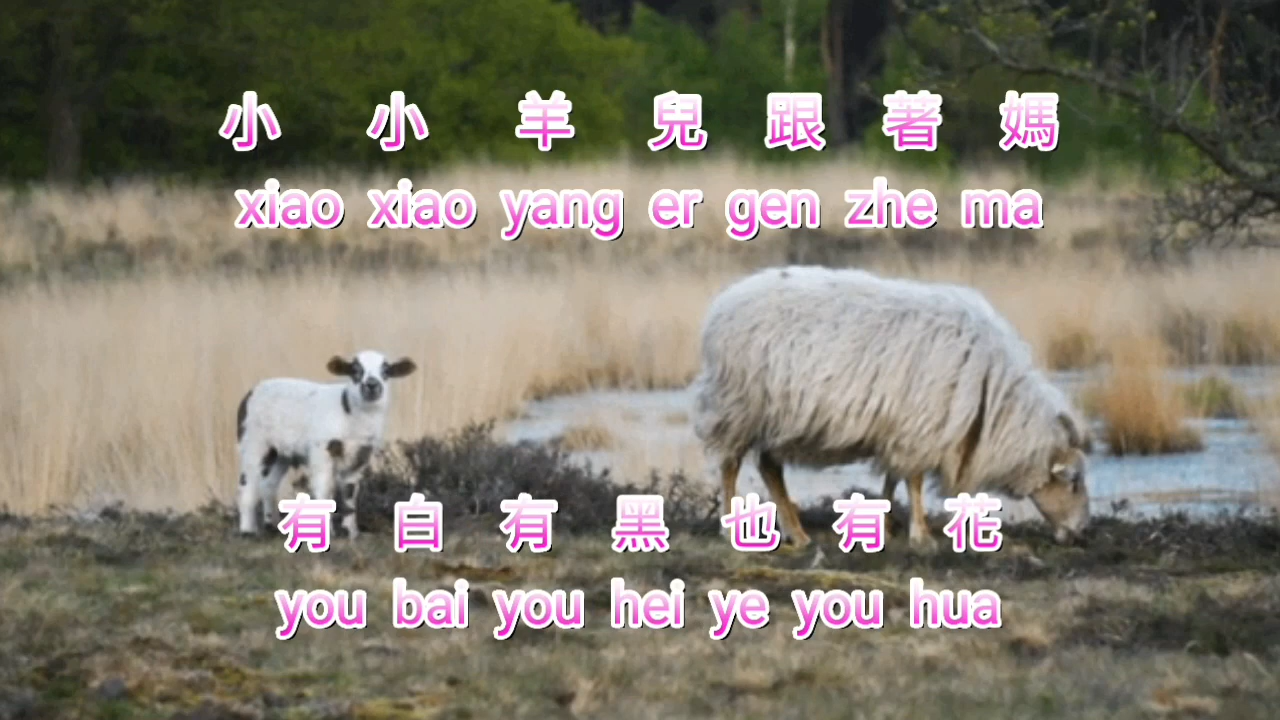 小 小 羊 兒 跟 著 媽
xiao xiao yang er gen zhe ma
有 白 有 黑 也 有 花
you bai you hei ye you hua